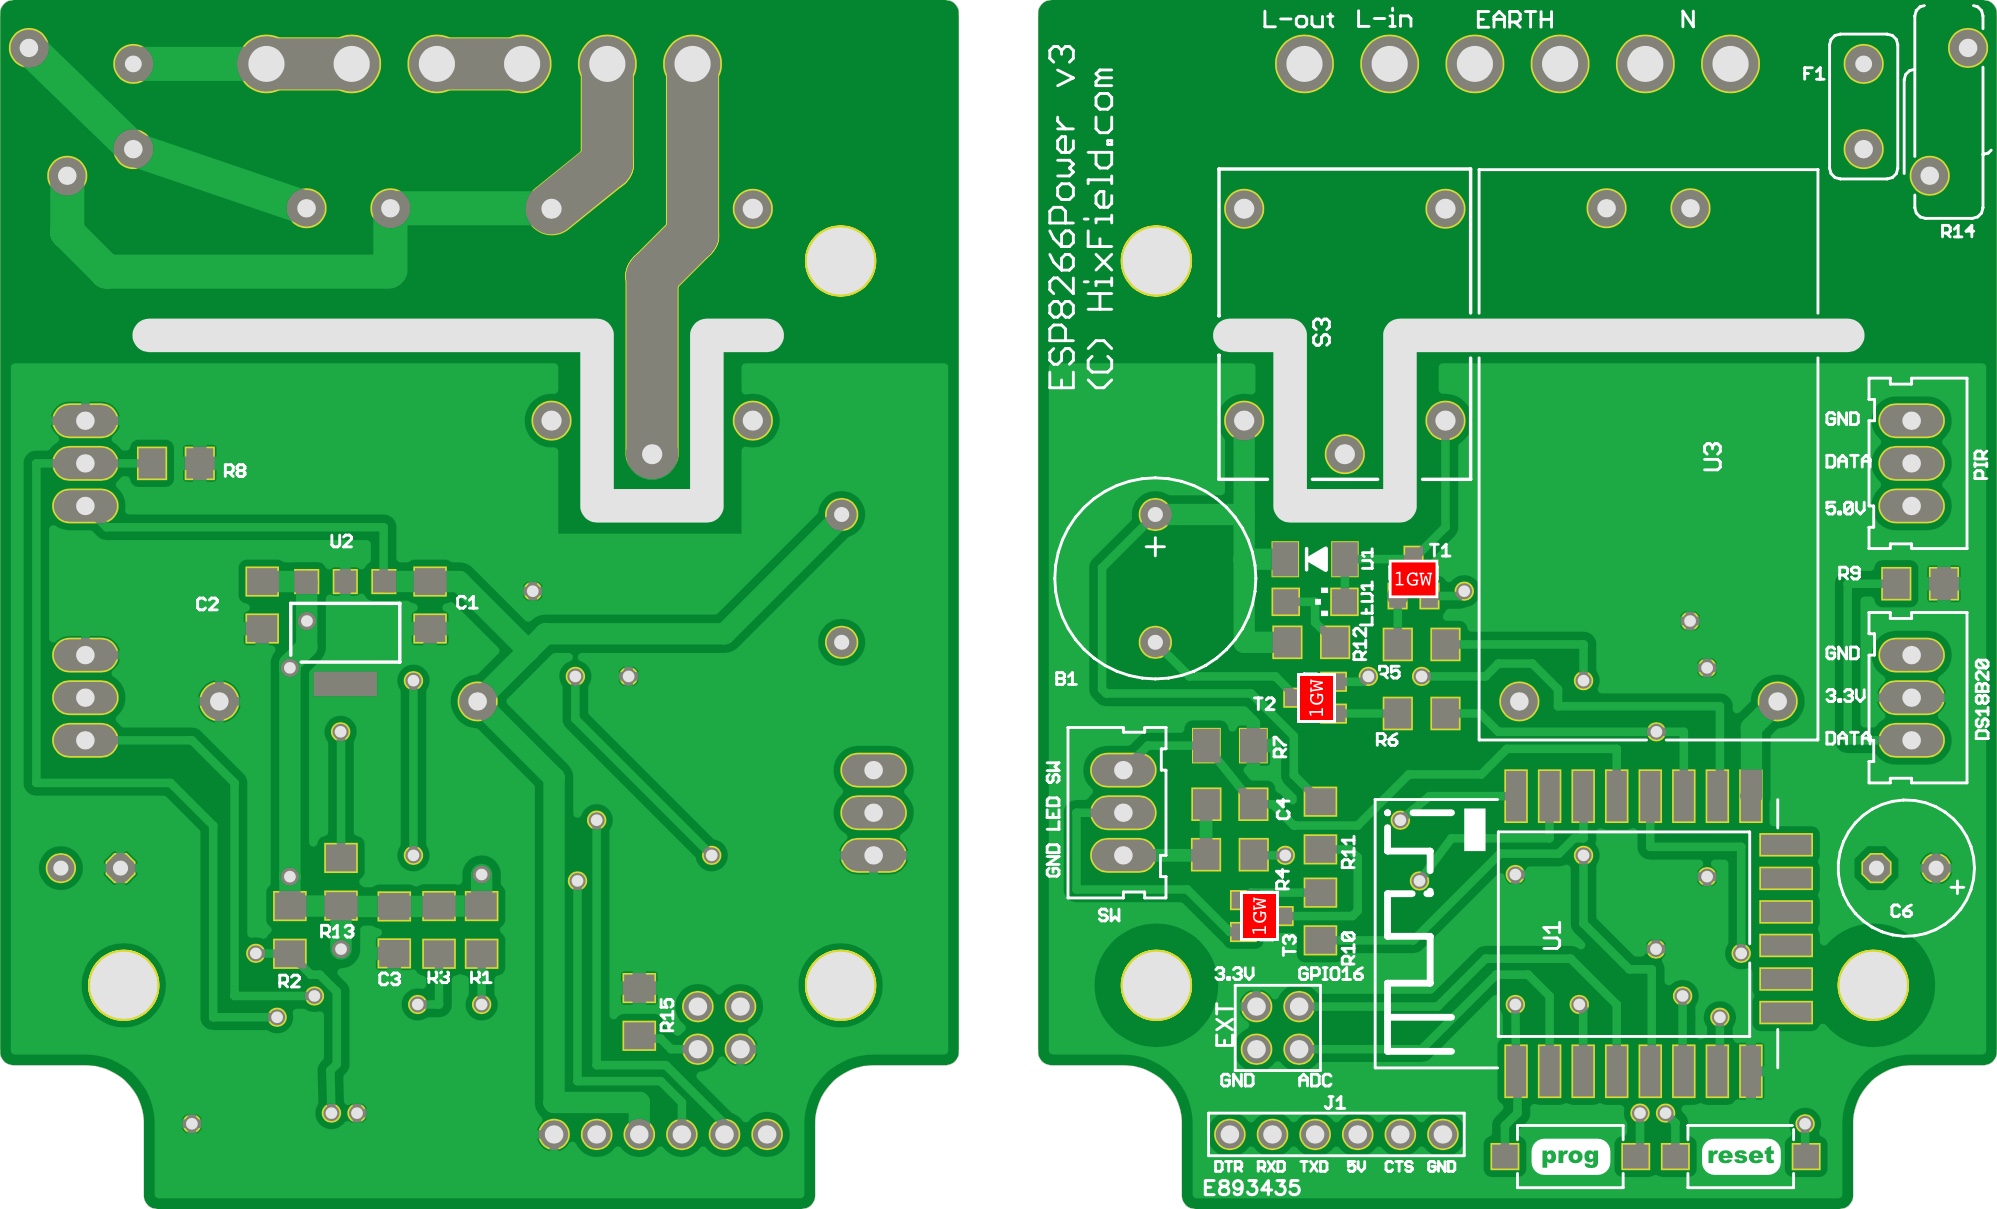 R8
U2
C2
C1
R13
R2
C3
R3
R1
R15
L-out L-in EARTH N
ESP8266Power v3
(C) HixField.com
F1
R14
S3
U3
GND
DATA
5.0V
PIR
R9
GND
3.3V
DATA
DS18B20
+
B1
T1
1GW
LED1
R12
R5
T2
1GW
R6
R7
GND LED SW
SW
C4
R11
R4
1GW
T3
R10
U1
+
C6
3.3V GPIO16
EXT
GND ADC
J1
DTR RXD TXD 5V CTS GND
E893435
prog
reset